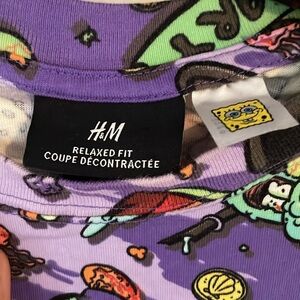 H&M
RELAXED FIT
COUPE DÉCONTRACTÉE